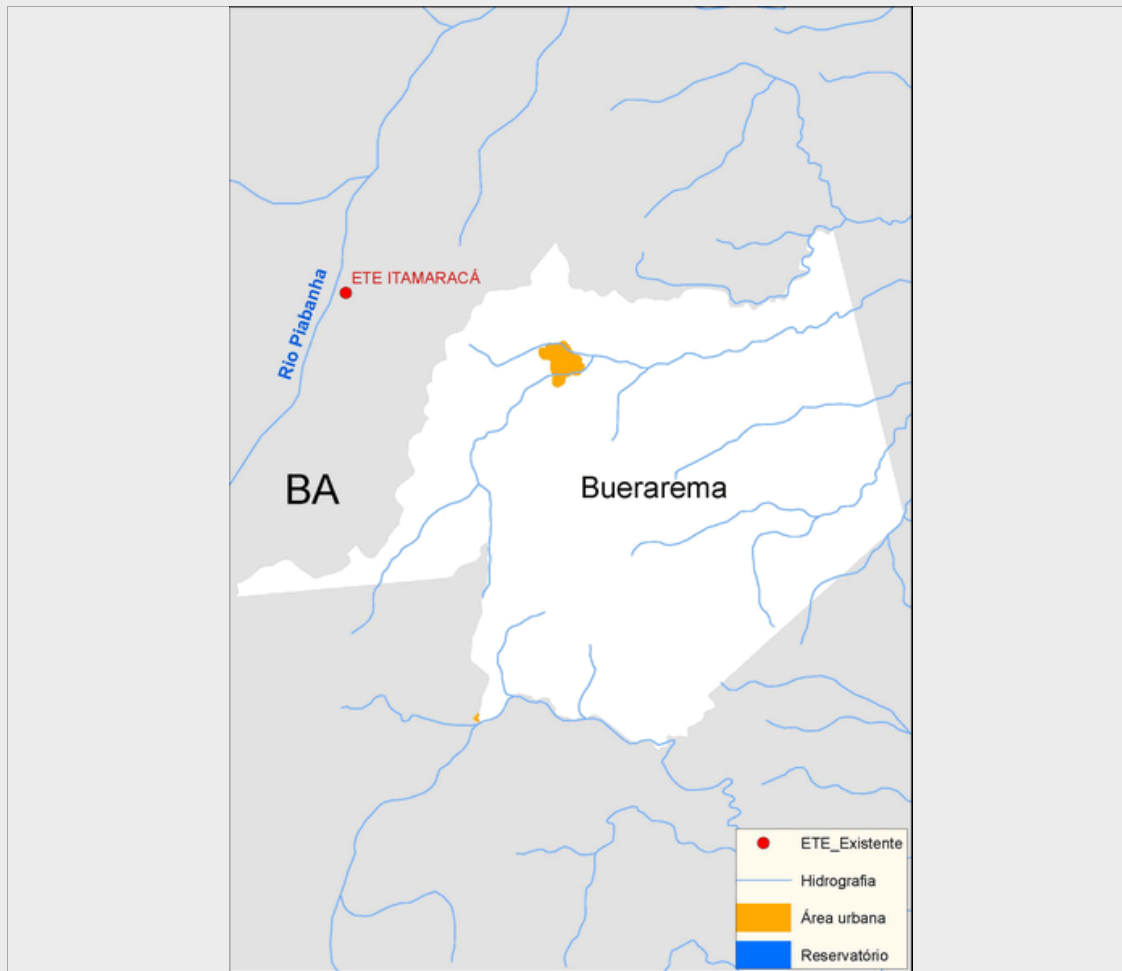 ETE ITAMARACÁ
Rio Piabanha
BA
Buerarema
ETE_Existente
Hidrografia
Área urbana
Reservatório